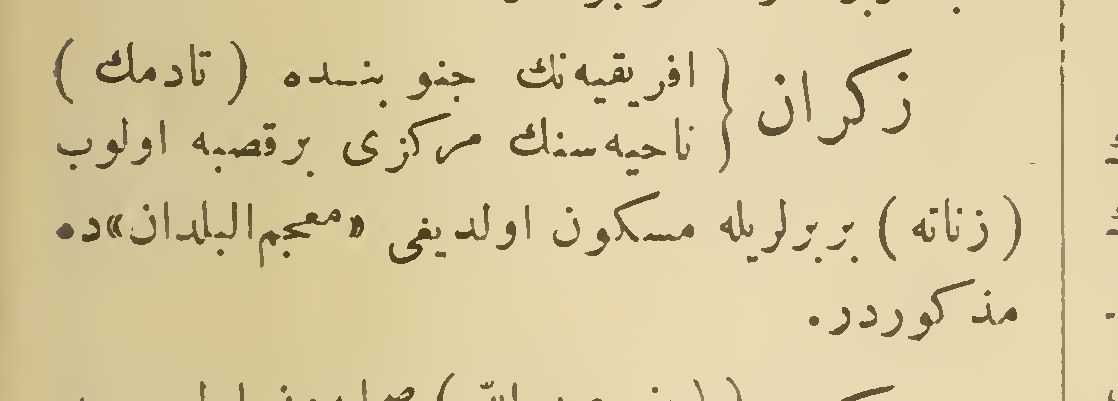 زكران } افريقيه‌نك جنوبنده ( تادمك )
ناحيه‌سنك مركزى برقصبه اولوب
( زناته ) بربرلريله مسكون اولديغى «معجم‌البلدان»ده
مذكوردر.